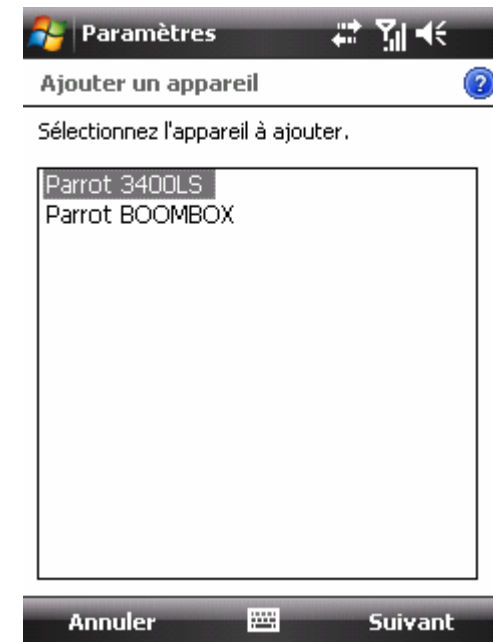 Paramètres
Ajouter un appareil
?
Sélectionnez l'appareil à ajouter.
Parrot 3400LS
Parrot BOOMBOX
Annuler
Suivant